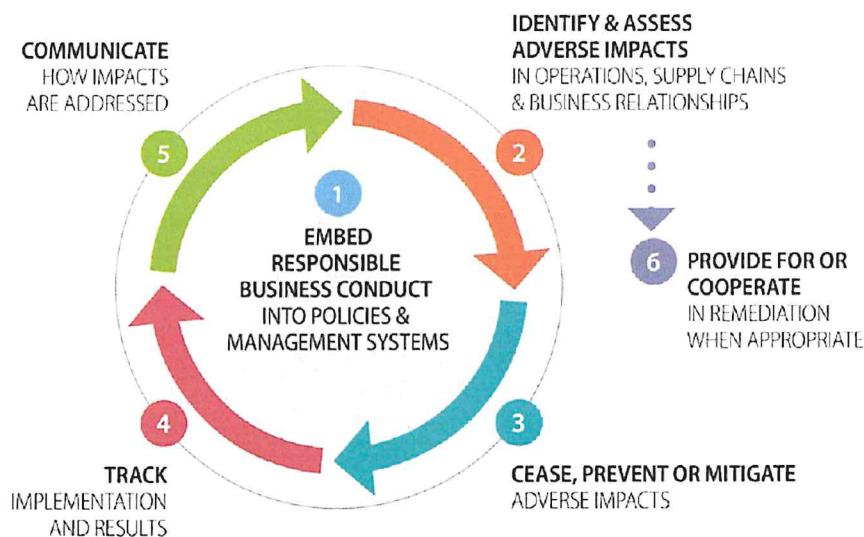 1
EMBED
RESPONSIBLE
BUSINESS CONDUCT
INTO POLICIES &
MANAGEMENT SYSTEMS
2
IDENTIFY & ASSESS
ADVERSE IMPACTS
IN OPERATIONS, SUPPLY CHAINS
& BUSINESS RELATIONSHIPS
3
CEASE, PREVENT OR MITIGATE
ADVERSE IMPACTS
4
TRACK
IMPLEMENTATION
AND RESULTS
5
COMMUNICATE
HOW IMPACTS
ARE ADDRESSED
6
PROVIDE FOR OR
COOPERATE
IN REMEDIATION
WHEN APPROPRIATE